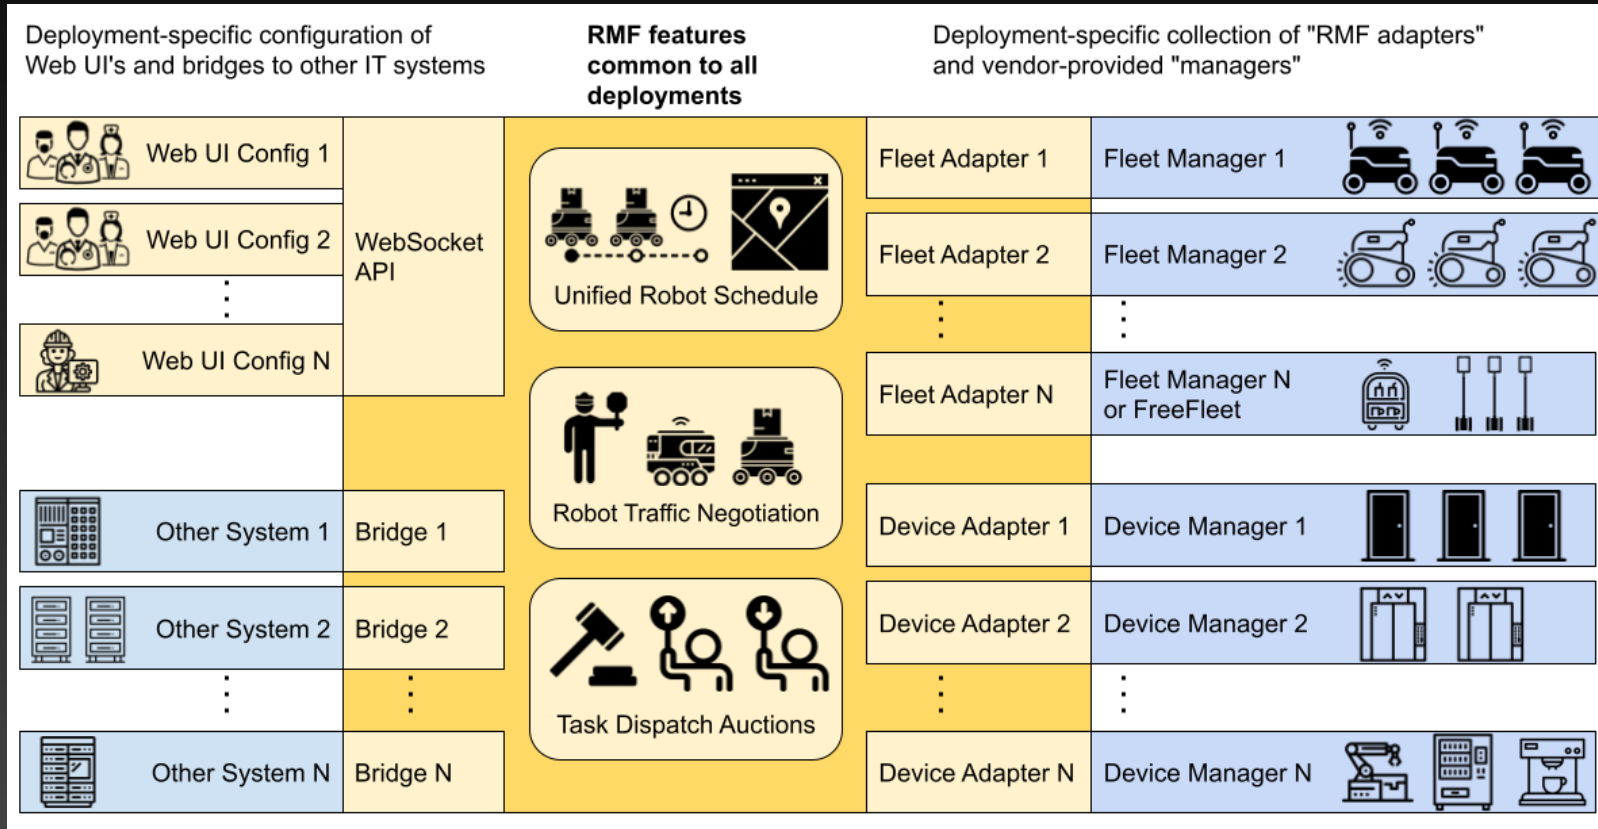 Deployment-specific configuration of
Web UI's and bridges to other IT systems
RMF features
common to all
deployments
Deployment-specific collection of "RMF adapters"
and vendor-provided "managers"
Web UI Config 1
Web UI Config 2
Web UI Config N
WebSocket
API
Other System 1
Bridge 1
Other System 2
Bridge 2
Other System N
Bridge N
Unified Robot Schedule
Robot Traffic Negotiation
Task Dispatch Auctions
Fleet Adapter 1
Fleet Manager 1
Fleet Adapter 2
Fleet Manager 2
Fleet Adapter N
Fleet Manager N
or FreeFleet
Device Adapter 1
Device Manager 1
Device Adapter 2
Device Manager 2
Device Adapter N
Device Manager N